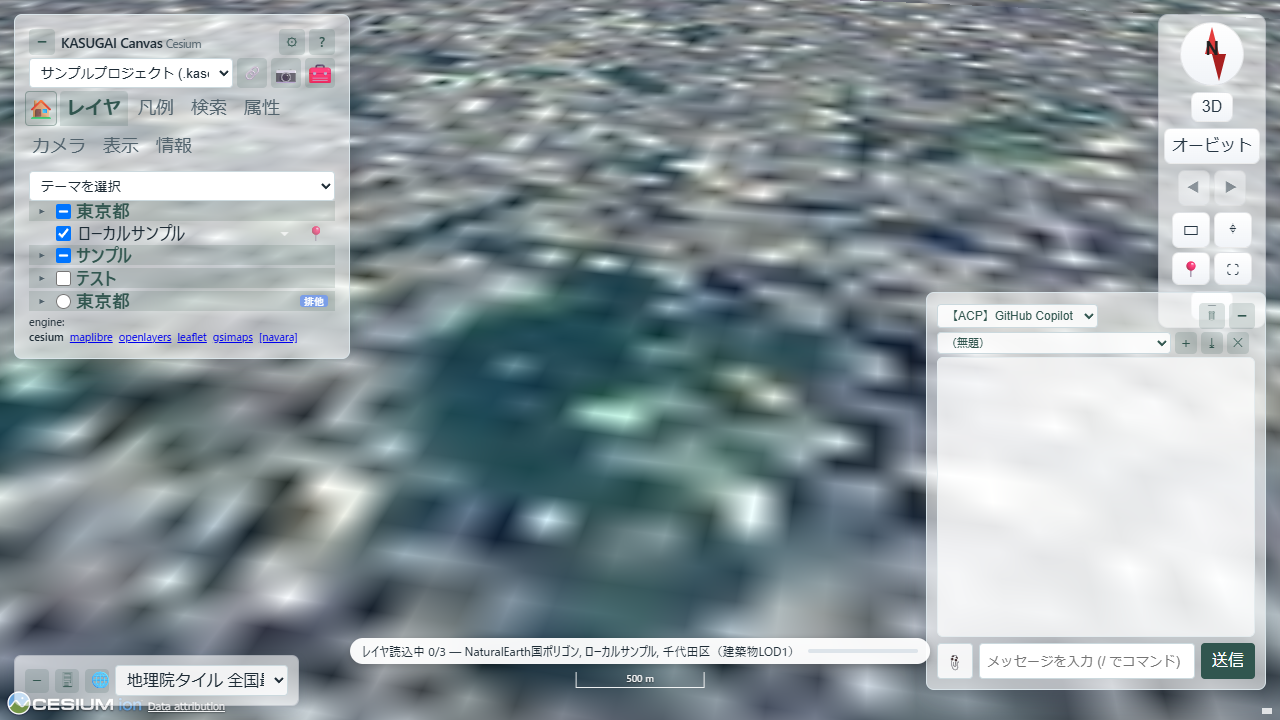 KASUGAI Canvas Cesium
?
サンプルプロジェクト (.kas
レイヤ 凡例 検索 属性
カメラ 表示 情報
テーマを選択
東京都
ローカルサンプル
サンプル
テスト
東京都 排他
engine:
cesium maplibre openlayers leaflet gsimaps [navara]
N
3D
オービット
【ACP】GitHub Copilot
（無題）
メッセージを入力 (/ でコマンド)
送信
レイヤ読込中 0/3 — NaturalEarth国ポリゴン, ローカルサンプル, 千代田区（建築物LOD1）
500 m
地理院タイル 全国
CESIUM ion Data attribution